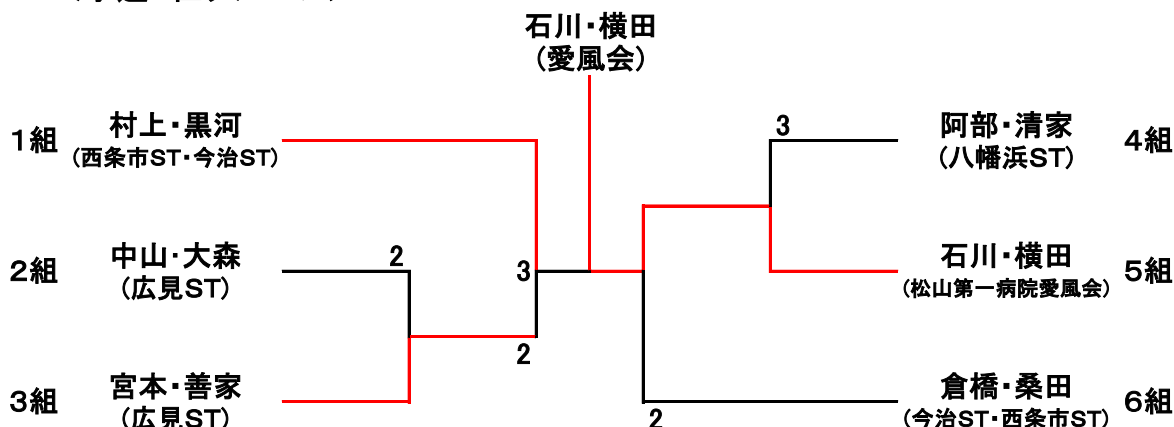 石川・横田
(愛風会)
1組
村上・黒河
(西条市ST・今治ST)
3
阿部・清家
(八幡浜ST)
4組
2組
中山・大森
(広見ST)
2
3
石川・横田
(松山第一病院愛風会)
5組
2
3組
宮本・善家
(広見ST)
倉橋・桑田
(今治ST・西条市ST)
6組
2